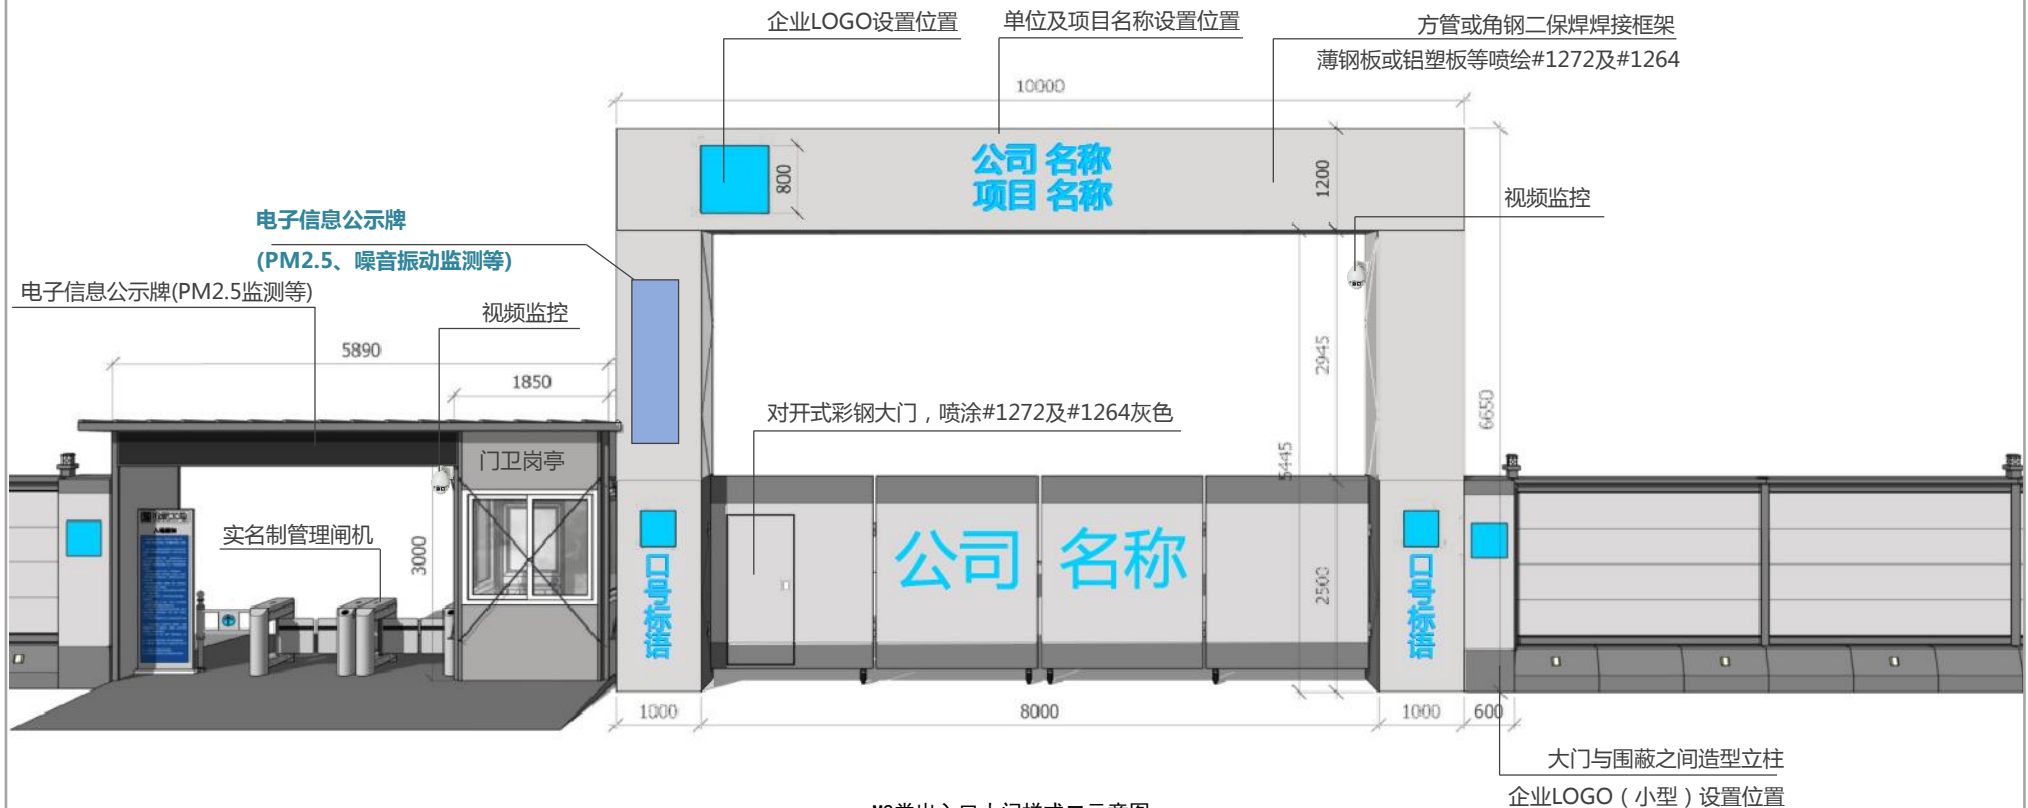 企业LOGO设置位置
单位及项目名称设置位置
方管或角钢二保焊焊接框架
薄钢板或铝塑板等喷绘#1272及#1264
10000
公司 名称
项目 名称
800
1200
视频监控
电子信息公示牌
(PM2.5、噪音振动监测等)
电子信息公示牌(PM2.5监测等)
视频监控
5890
1850
2945
6650
对开式彩钢大门，喷涂#1272及#1264灰色
门卫岗亭
5445
实名制管理闸机
3000
公司 名称
2500
口号标语
口号标语
1000
8000
1000
600
大门与围蔽之间造型立柱
企业LOGO（小型）设置位置